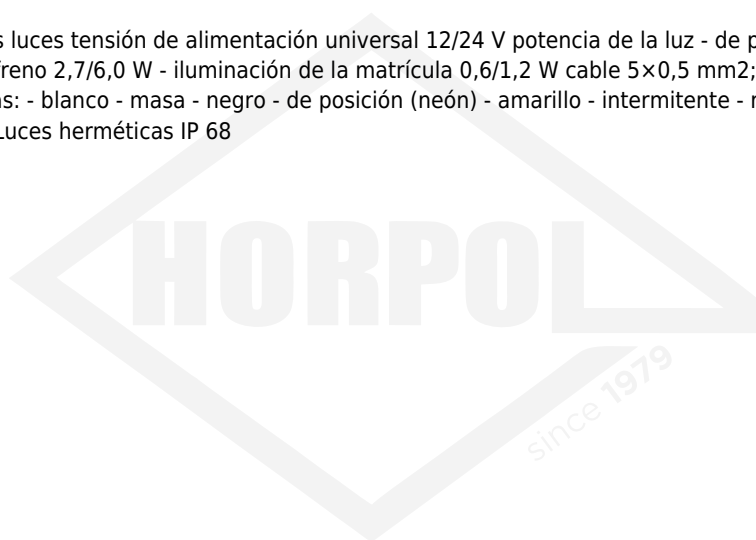 luces tensión de alimentación universal 12/24 V potencia de la luz - de
freno 2,7/6,0 W - iluminación de la matrícula 0,6/1,2 W cable 5×0,5 mm2;
- blanco - masa - negro - de posición (neón) - amarillo - intermitente -
Luces herméticas IP 68
HORPOL
since 1979